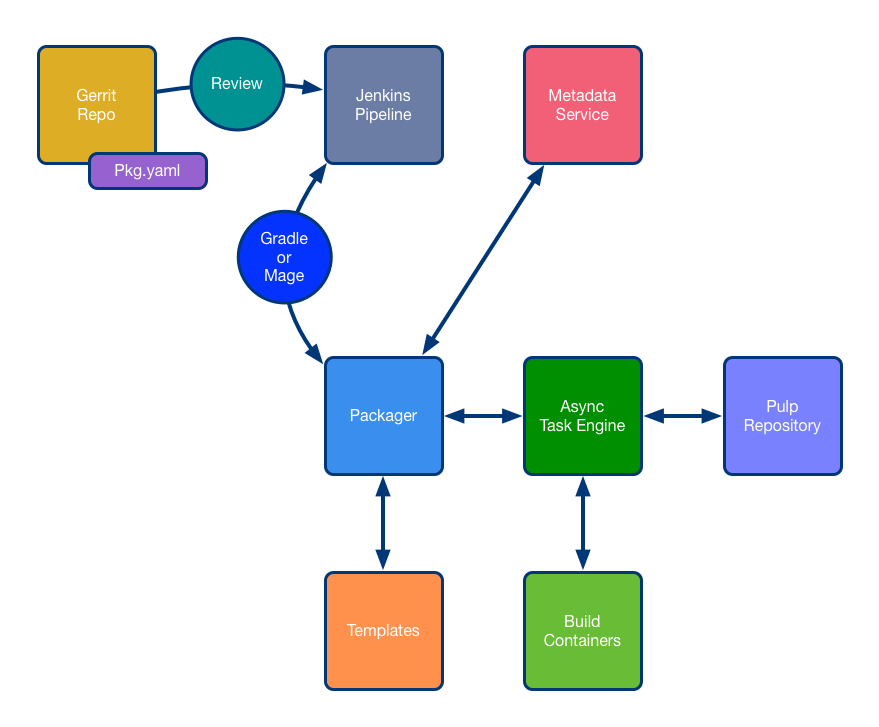 Gerrit
Repo
Review
Jenkins
Pipeline
Metadata
Service
Pkg.yaml
Gradle
or
Mage
Packager
Async
Task Engine
Pulp
Repository
Templates
Build
Containers